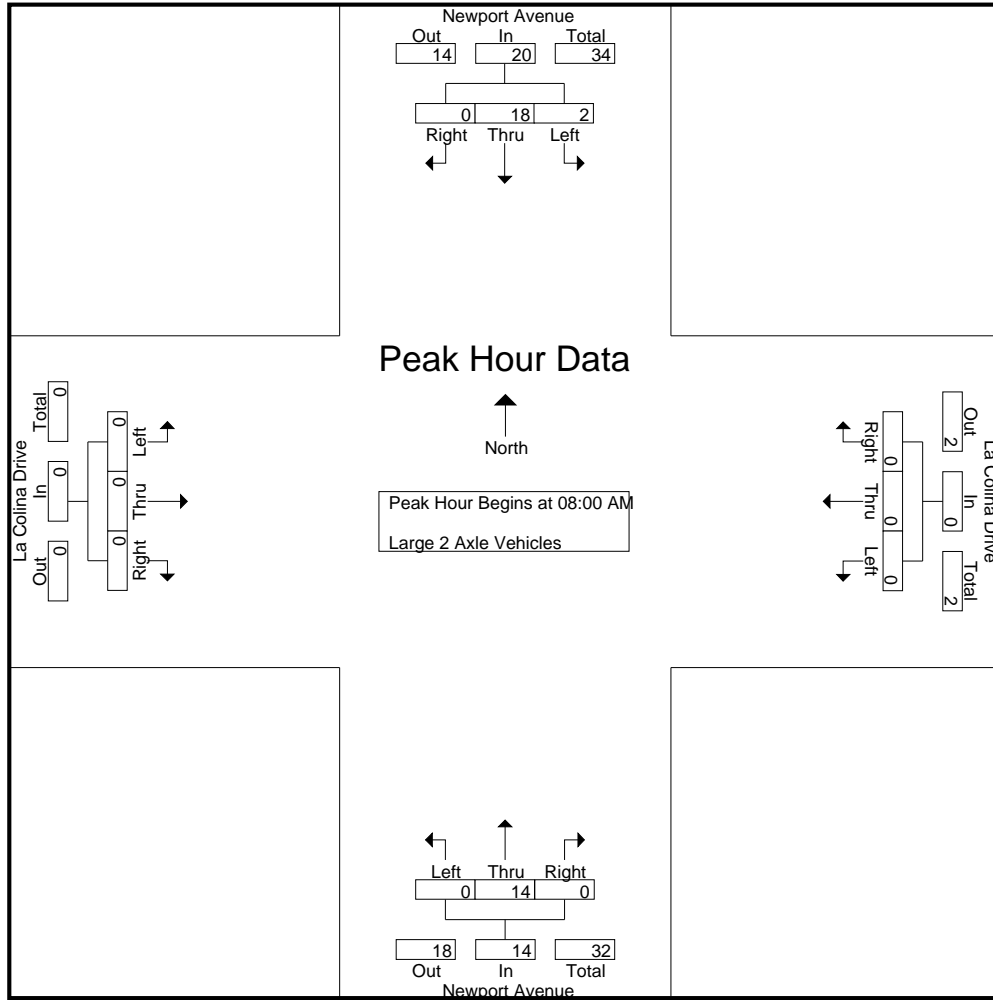 Newport Avenue
Out In Total
14 20 34
0 18 2
Right Thru Left
Peak Hour Data
North
Peak Hour Begins at 08:00 AM
Large 2 Axle Vehicles
La Colina Drive
Total In Out
0 0 0
0 0 0
Left Thru Right
La Colina Drive
Out In Total
2 0 2
0 0 0
Right Thru Left
Left Thru Right
0 14 0
18 14 32
Out In Total
Newport Avenue